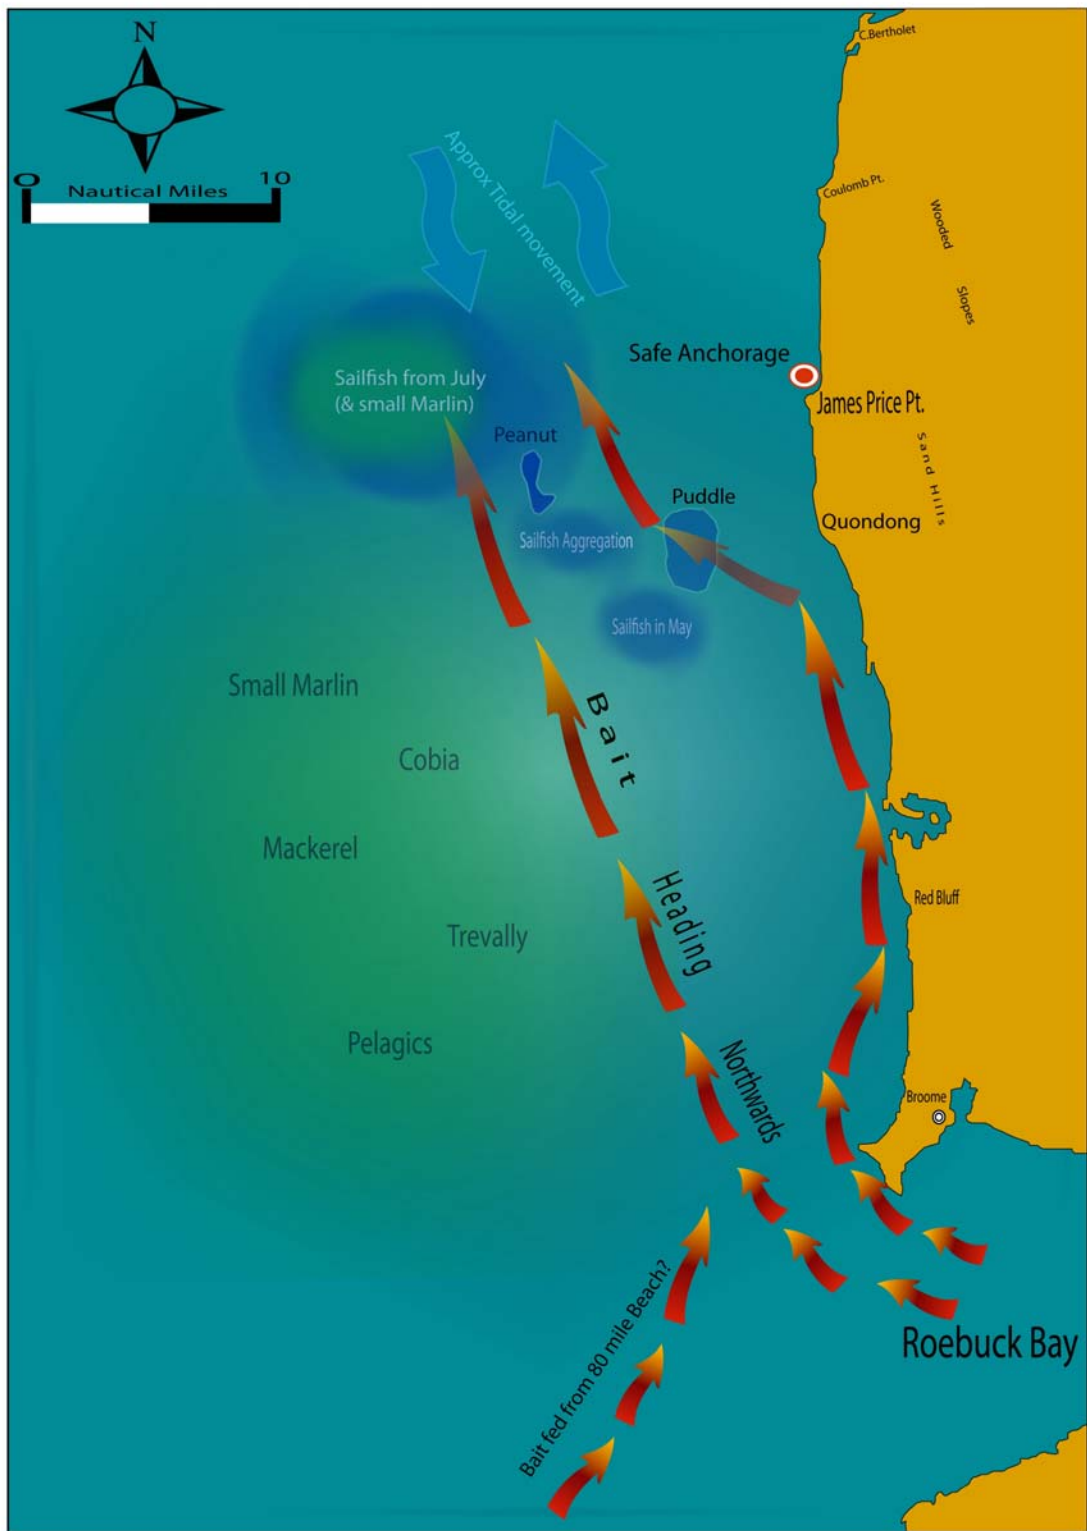 N
C.Bertholet
0 10
Nautical Miles
Approx Tidal movement
Coulomb Pt.
Wooded
Slopes
Safe Anchorage
James Price Pt.
Sailfish from July
(& small Marlin)
Peanut
Sand Hills
Puddle
Quondong
Sailfish Aggregation
Sailfish in May
Small Marlin
Bait
Cobia
Mackerel
Heading
Red Bluff
Trevally
Pelagics
Northwards
Broome
Bait fed from 80 mile Beach?
Roebuck Bay